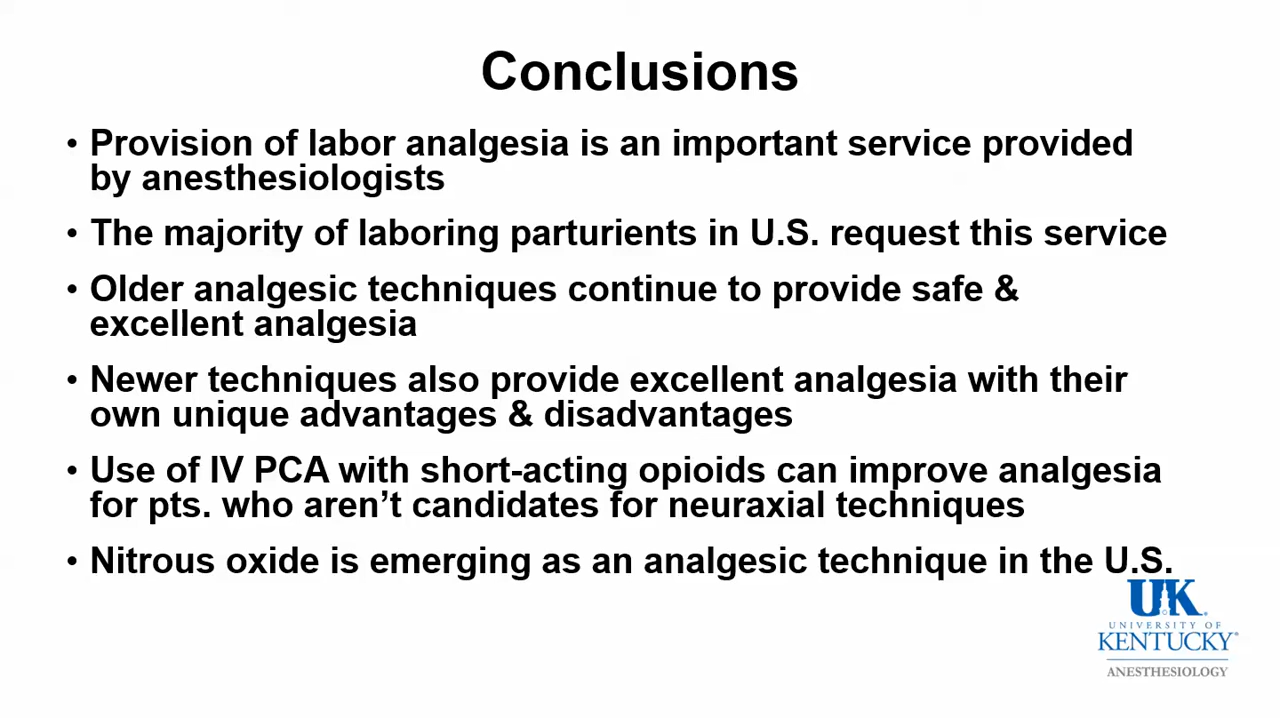 Conclusions
• Provision of labor analgesia is an important service provided
by anesthesiologists
• The majority of laboring parturients in U.S. request this service
• Older analgesic techniques continue to provide safe &
excellent analgesia
• Newer techniques also provide excellent analgesia with their
own unique advantages & disadvantages
• Use of IV PCA with short-acting opioids can improve analgesia
for pts. who aren’t candidates for neuraxial techniques
• Nitrous oxide is emerging as an analgesic technique in the U.S.
UK®
UNIVERSITY OF
KENTUCKY®
ANESTHESIOLOGY